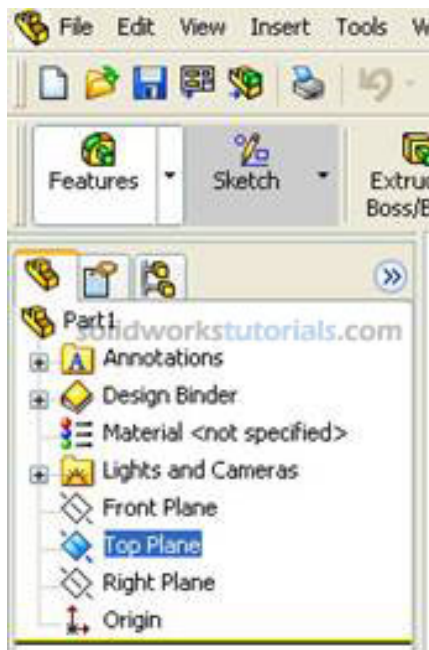 File Edit View Insert Tools W
Features Sketch Extru
Boss/B
Part1
solidworkstutorials.com
Annotations
Design Binder
Material <not specified>
Lights and Cameras
Front Plane
Top Plane
Right Plane
Origin